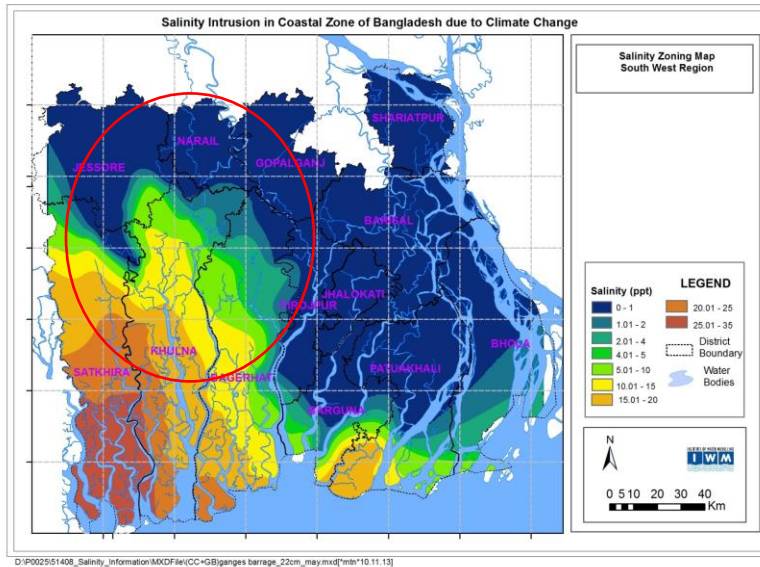 Salinity Intrusion in Coastal Zone of Bangladesh due to Climate Change
Salinity Zoning Map
South West Region
SHARIATPUR
NARAIL
GOPALGANJ
JESSORE
BARISAL
JHALOKATI
PIROJPUR
KHULNA
BHOLA
SATKHIRA
BAGERHAT
PATUAKHALI
BARGUNA
Salinity (ppt)
LEGEND
0 - 1
1.01 - 2
2.01 - 4
4.01 - 5
5.01 - 10
10.01 - 15
15.01 - 20
20.01 - 25
25.01 - 35
District
Boundary
Water
Bodies
N
INSTITUTE OF WATER MODELLING
IWM
0 5 10 20 30 40
Km
D:\P0025\51408_Salinity_Information\MXDFile\(CC+GB)ganges barrage_22cm_may.mxd[*mtn*10.11.13]